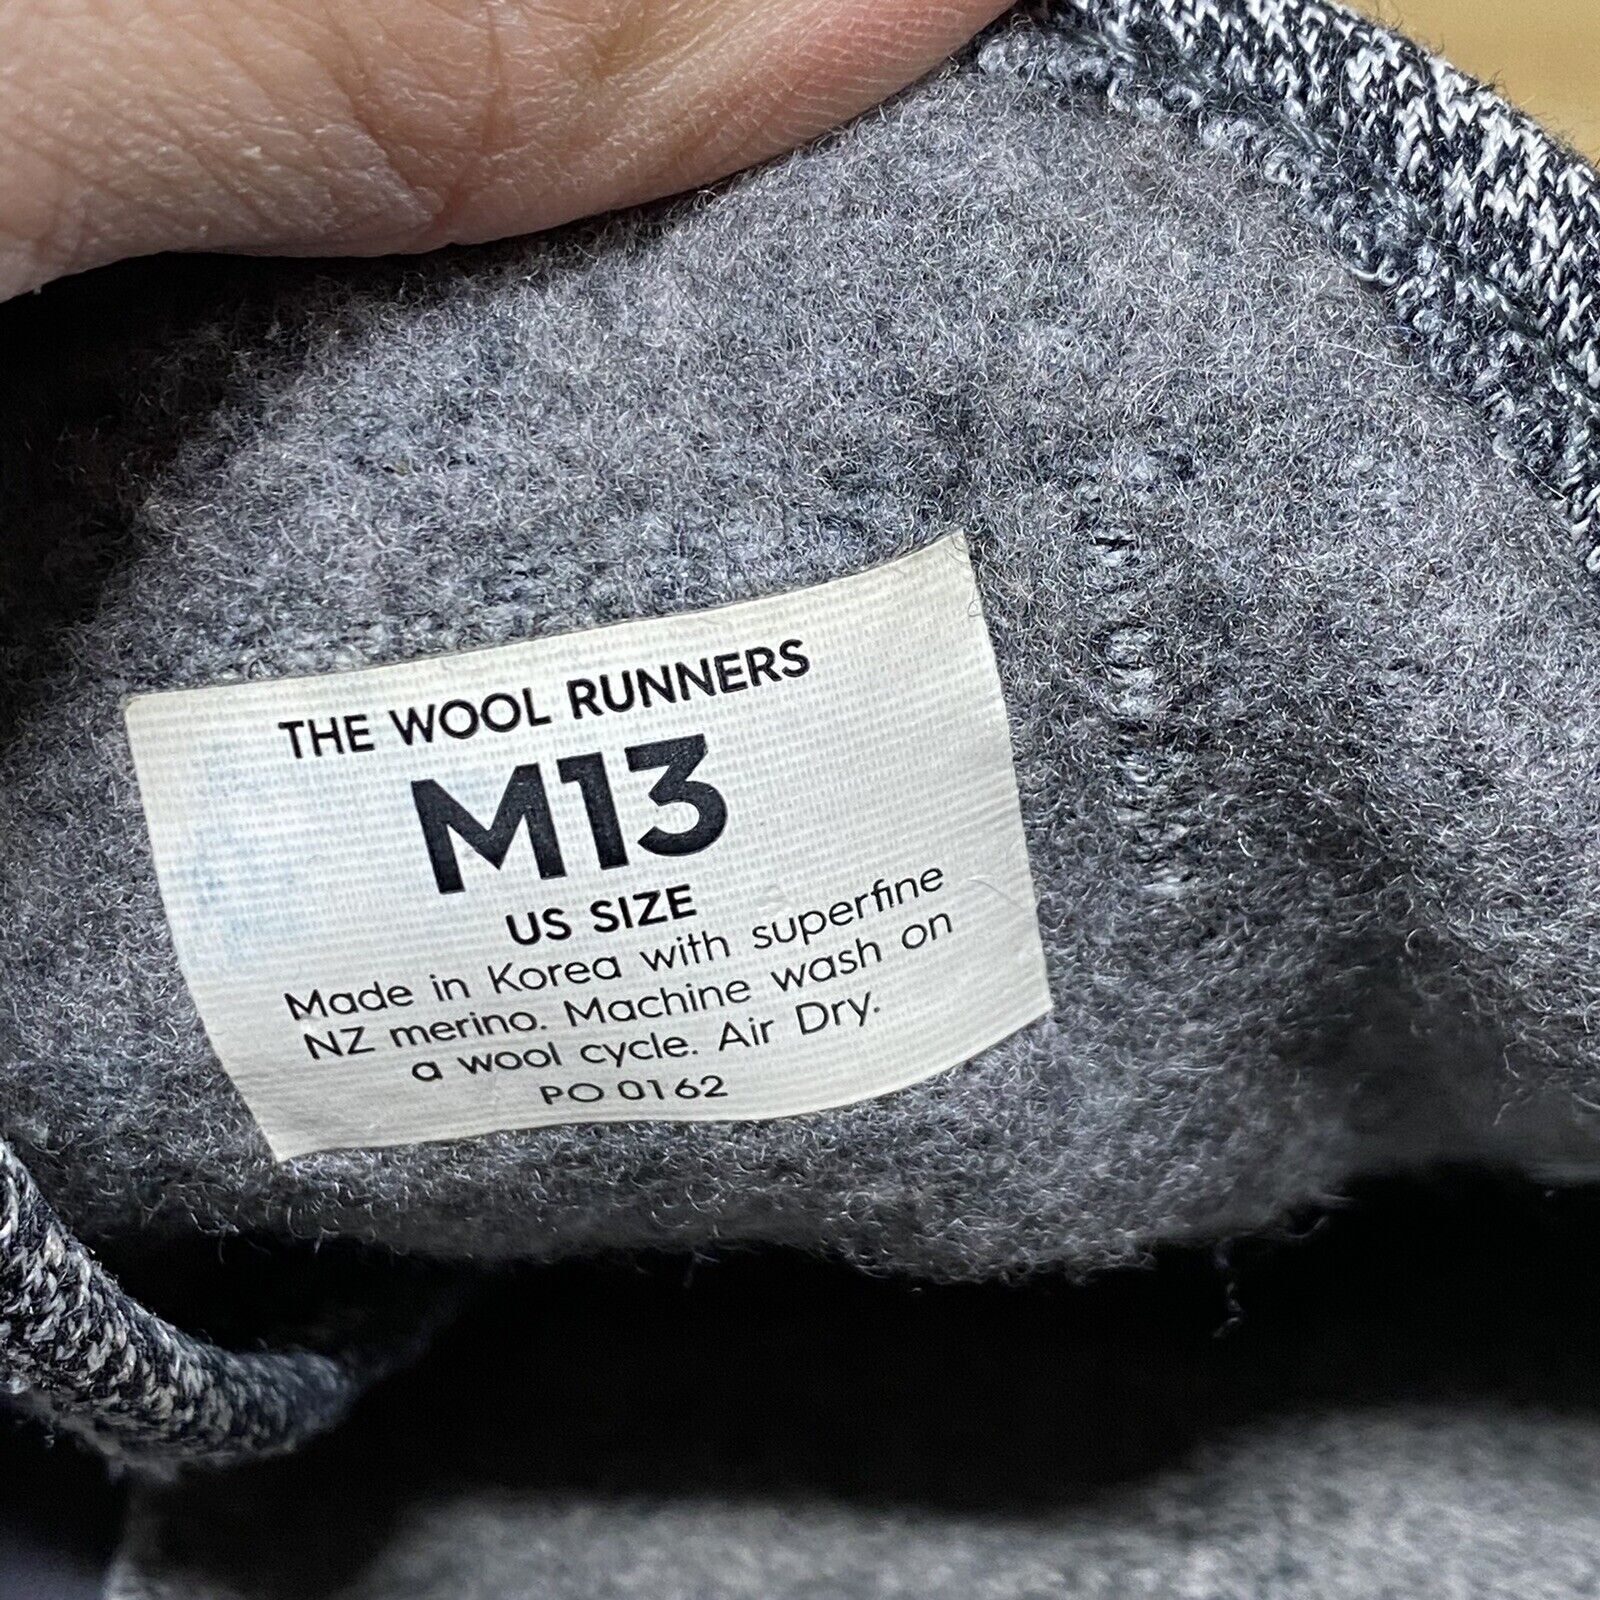 THE WOOL RUNNERS
M13
US SIZE
Made in Korea with superfine
NZ merino. Machine wash on
a wool cycle. Air Dry.
PO 0162